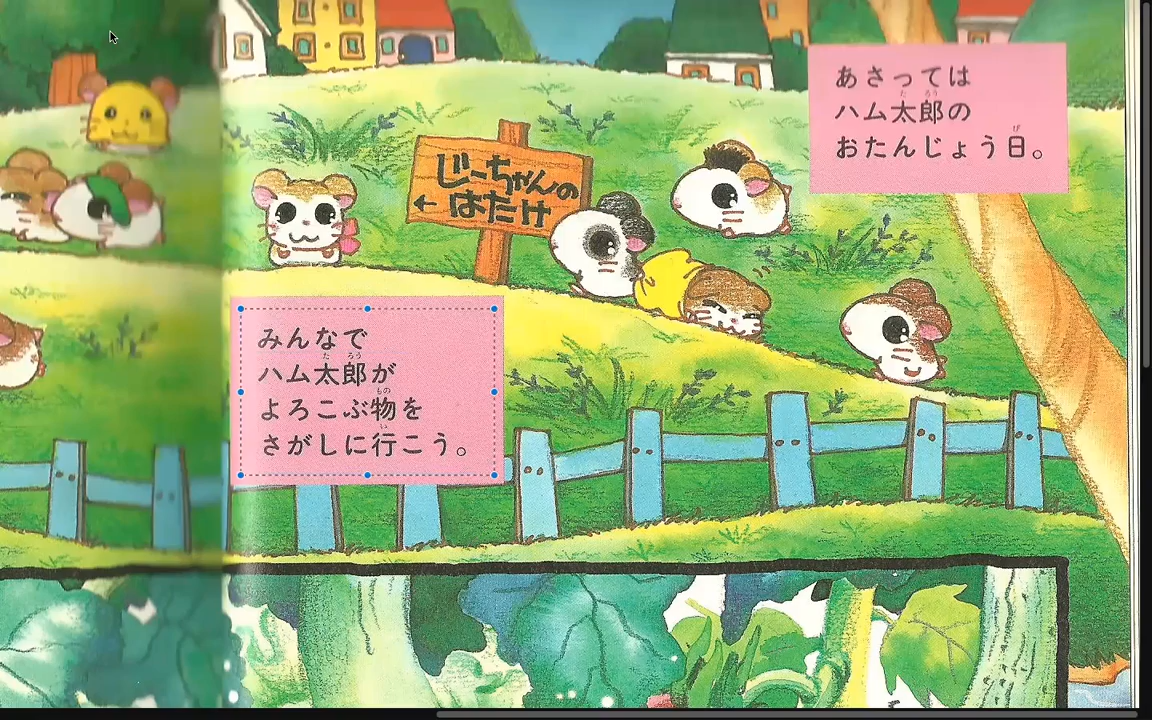 あさっては
ハム太郎の
おたんじょう日。
じーちゃんの
←はたけ
みんなで
ハム太郎が
よろこぶ物を
さがしに行こう。